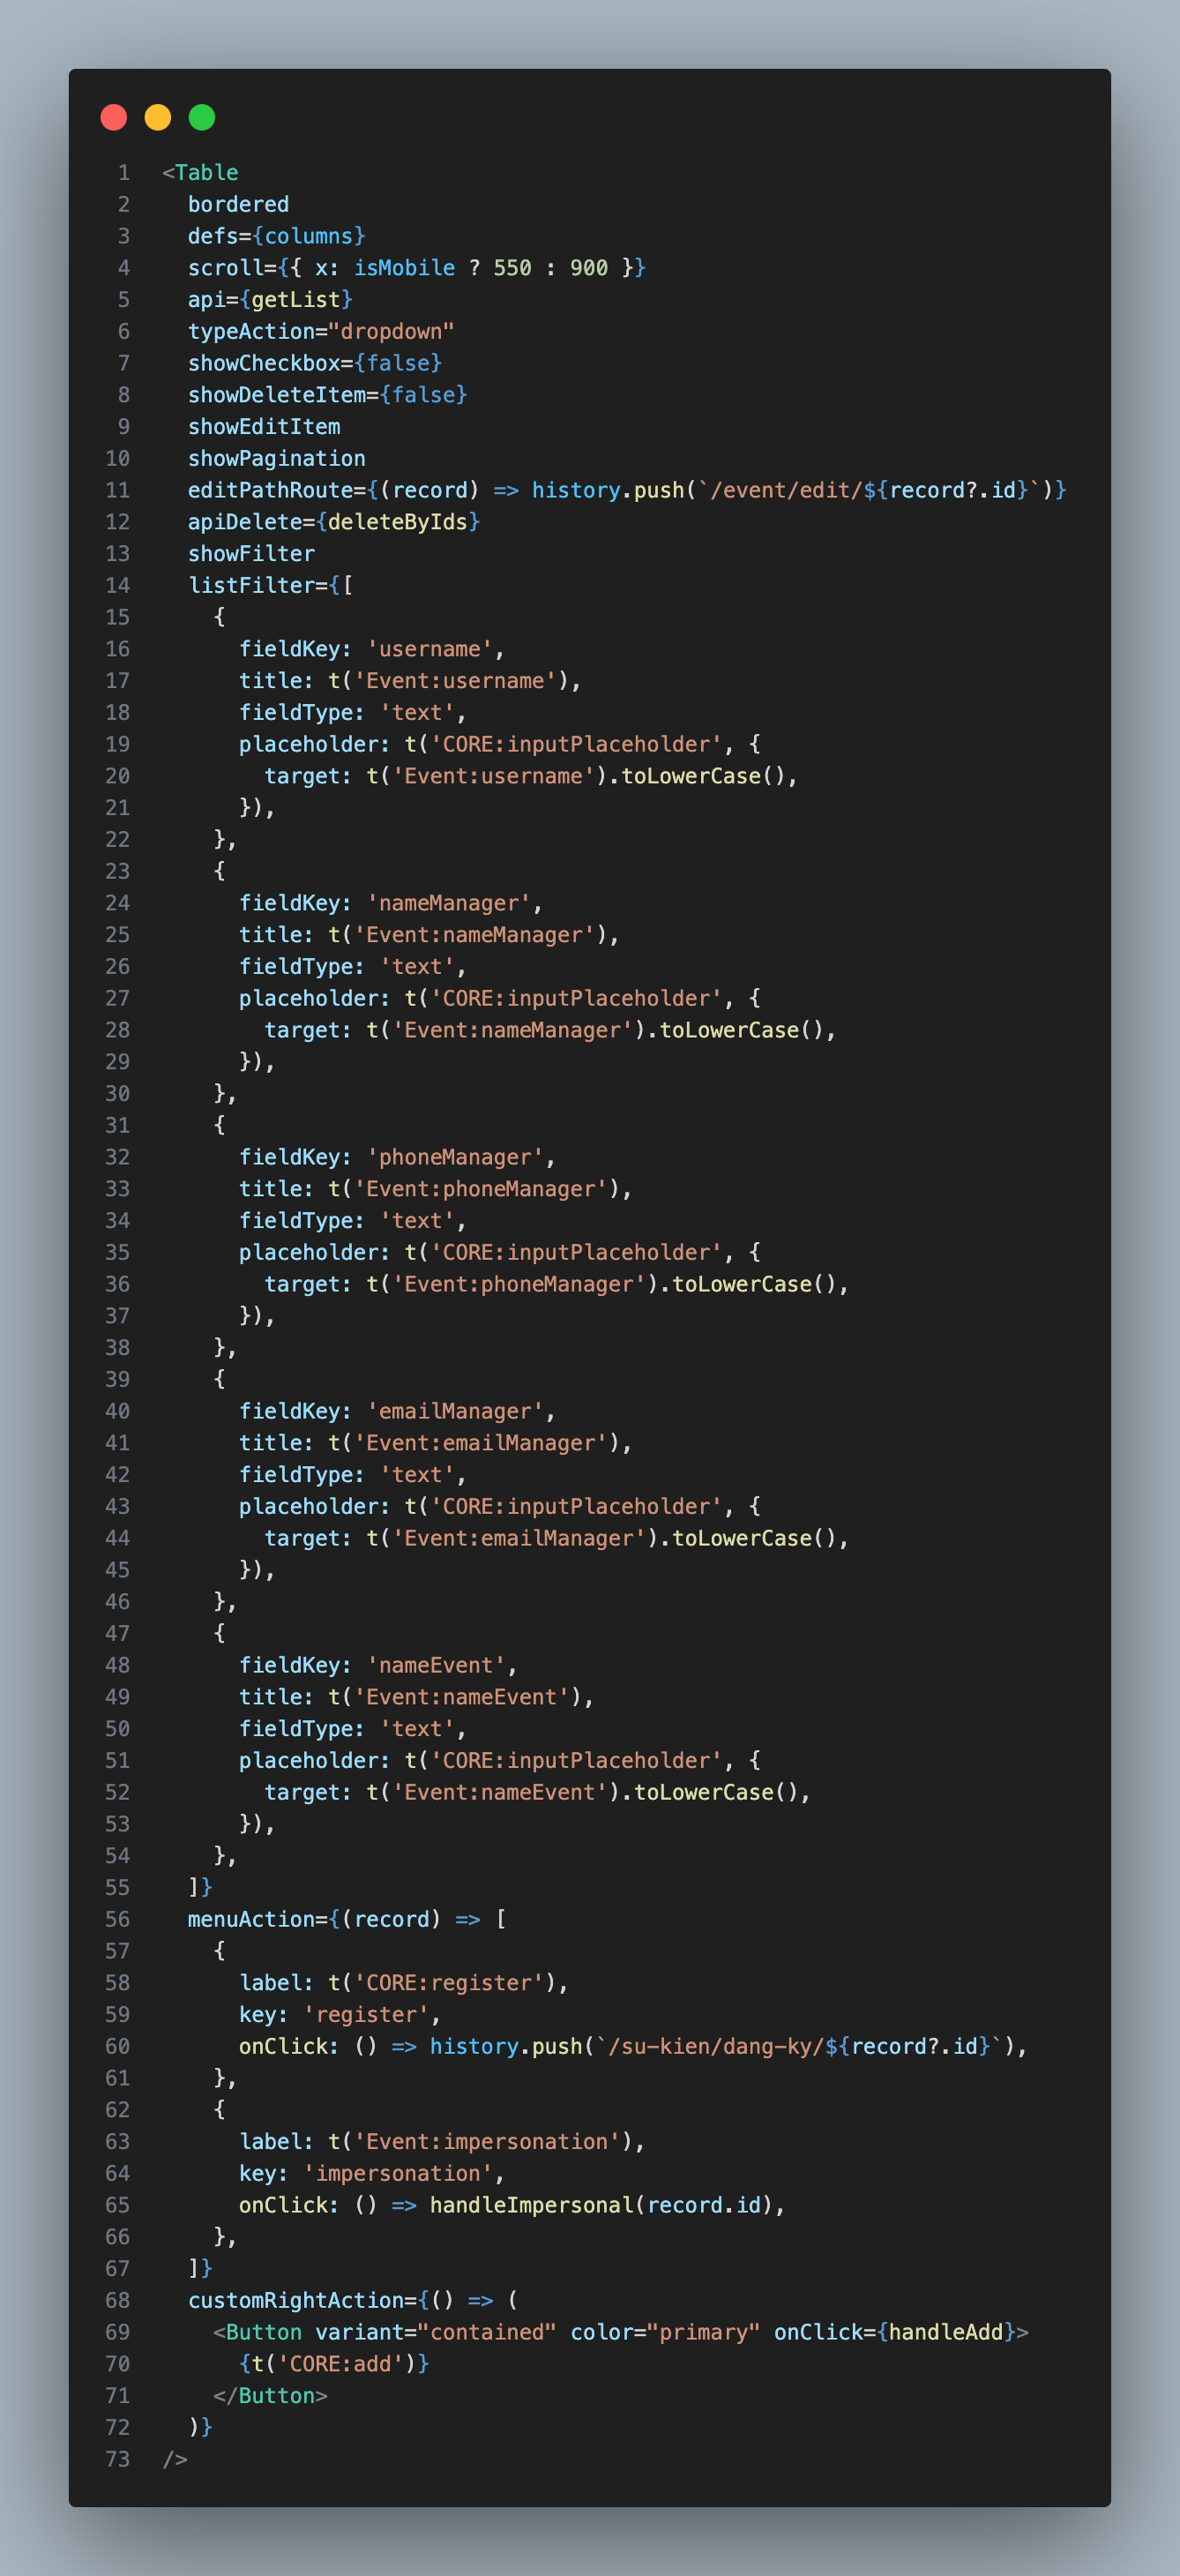 1 <Table
2 bordered
3 defs={columns}
4 scroll={{ x: isMobile ? 550 : 900 }}
5 api={getList}
6 typeAction="dropdown"
7 showCheckbox={false}
8 showDeleteItem={false}
9 showEditItem
10 showPagination
11 editPathRoute={(record) => history.push(`/event/edit/${record?.id}`)}
12 apiDelete={deleteByIds}
13 showFilter
14 listFilter={[
15 {
16 fieldKey: 'username',
17 title: t('Event:username'),
18 fieldType: 'text',
19 placeholder: t('CORE:inputPlaceholder', {
20 target: t('Event:username').toLowerCase(),
21 }),
22 },
23 {
24 fieldKey: 'nameManager',
25 title: t('Event:nameManager'),
26 fieldType: 'text',
27 placeholder: t('CORE:inputPlaceholder', {
28 target: t('Event:nameManager').toLowerCase(),
29 }),
30 },
31 {
32 fieldKey: 'phoneManager',
33 title: t('Event:phoneManager'),
34 fieldType: 'text',
35 placeholder: t('CORE:inputPlaceholder', {
36 target: t('Event:phoneManager').toLowerCase(),
37 }),
38 },
39 {
40 fieldKey: 'emailManager',
41 title: t('Event:emailManager'),
42 fieldType: 'text',
43 placeholder: t('CORE:inputPlaceholder', {
44 target: t('Event:emailManager').toLowerCase(),
45 }),
46 },
47 {
48 fieldKey: 'nameEvent',
49 title: t('Event:nameEvent'),
50 fieldType: 'text',
51 placeholder: t('CORE:inputPlaceholder', {
52 target: t('Event:nameEvent').toLowerCase(),
53 }),
54 },
55 ]}
56 menuAction={(record) => [
57 {
58 label: t('CORE:register'),
59 key: 'register',
60 onClick: () => history.push(`/su-kien/dang-ky/${record?.id}`),
61 },
62 {
63 label: t('Event:impersonation'),
64 key: 'impersonation',
65 onClick: () => handleImpersonal(record.id),
66 },
67 ]}
68 customRightAction={() => (
69 <Button variant="contained" color="primary" onClick={handleAdd}>
70 {t('CORE:add')}
71 </Button>
72 )}
73 />